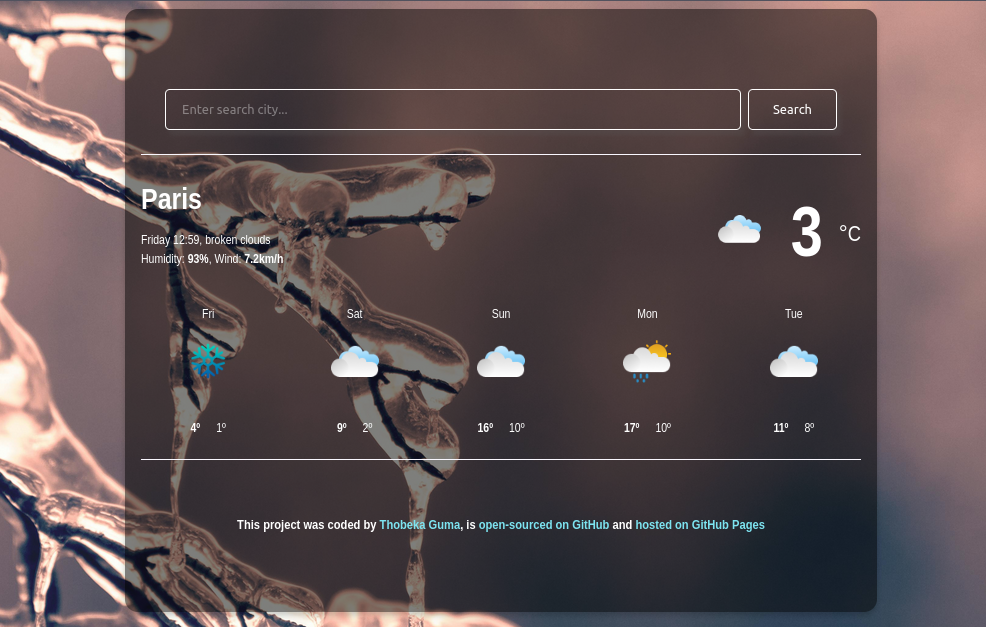 Enter search city...
Search
Paris
Friday 12:59, broken clouds
Humidity: 93%, Wind: 7.2km/h
3 °C
Fri Sat Sun Mon Tue
4º 1º 9º 2º 16º 10º 17º 10º 11º 8º
This project was coded by Thobeka Guma, is open-sourced on GitHub and hosted on GitHub Pages